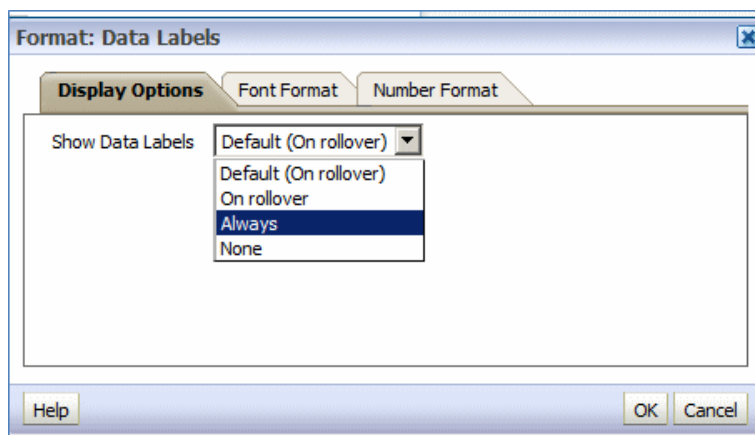 Format: Data Labels
Display Options Font Format Number Format
Show Data Labels Default (On rollover)
Default (On rollover)
On rollover
Always
None
Help OK Cancel